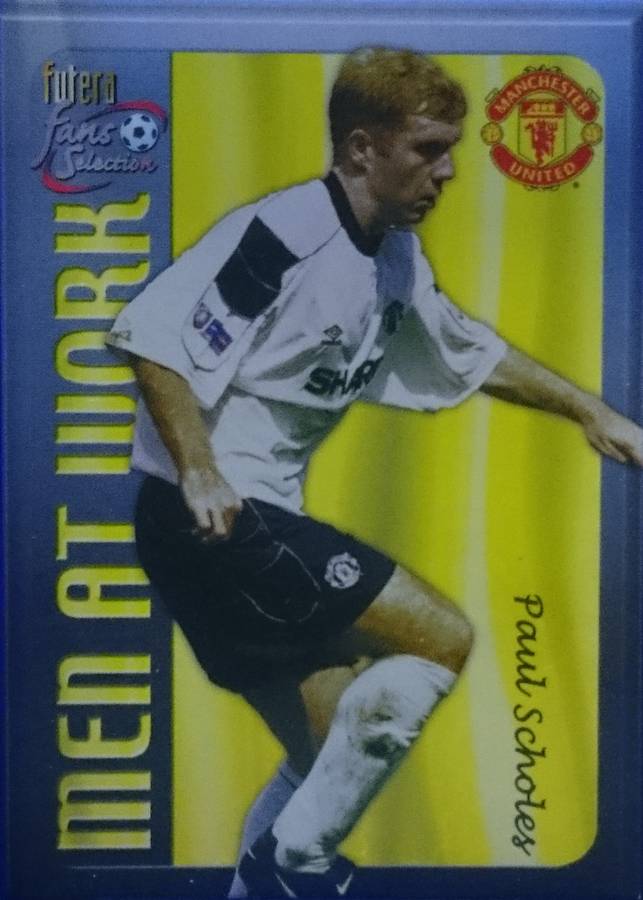 futera
fans
Selection
MANCHESTER
UNITED
MEN AT WORK
SHARP
Paul Scholes